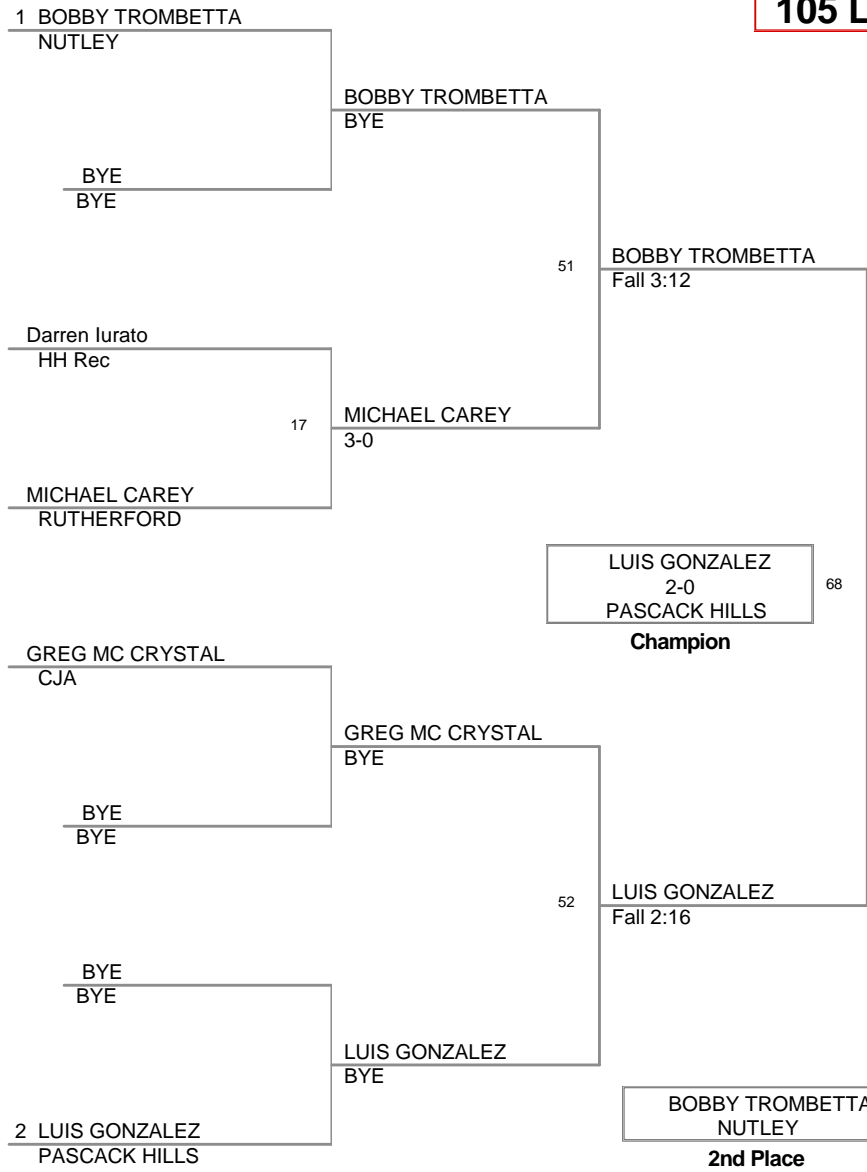 105 L
1 BOBBY TROMBETTA
NUTLEY
BOBBY TROMBETTA
BYE
BYE
BYE
51
BOBBY TROMBETTA
Fall 3:12
Darren Iurato
HH Rec
17
MICHAEL CAREY
3-0
MICHAEL CAREY
RUTHERFORD
LUIS GONZALEZ
2-0
PASCACK HILLS
68
Champion
GREG MC CRYSTAL
CJA
GREG MC CRYSTAL
BYE
BYE
BYE
52
LUIS GONZALEZ
Fall 2:16
BYE
BYE
LUIS GONZALEZ
BYE
2 LUIS GONZALEZ
PASCACK HILLS
BOBBY TROMBETTA
NUTLEY
2nd Place